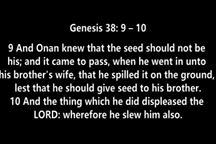 Genesis 38: 9 – 10
9 And Onan knew that the seed should not be
his; and it came to pass, when he went in unto
his brother's wife, that he spilled it on the ground,
lest that he should give seed to his brother.
10 And the thing which he did displeased the
LORD: wherefore he slew him also.